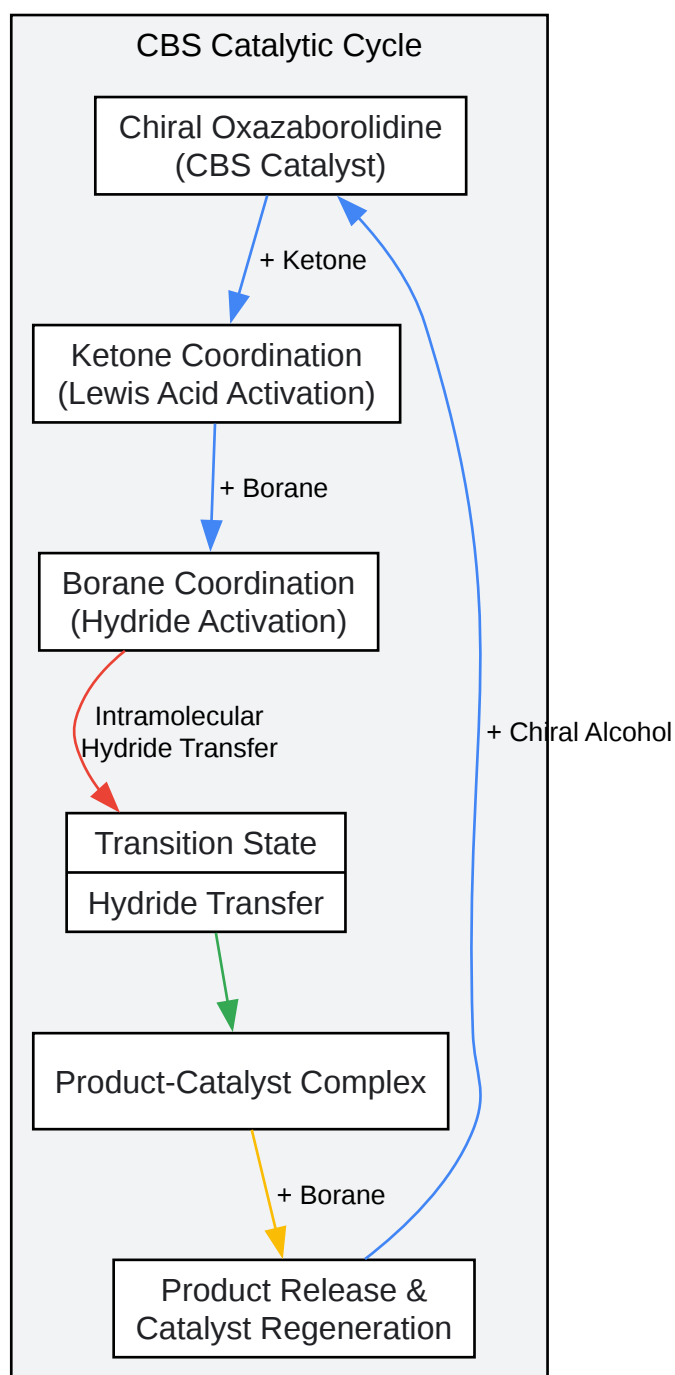 CBS Catalytic Cycle
Chiral Oxazaborolidine
(CBS Catalyst)
+ Ketone
Ketone Coordination
(Lewis Acid Activation)
+ Borane
Borane Coordination
(Hydride Activation)
Intramolecular
Hydride Transfer
+ Chiral Alcohol
Transition State
Hydride Transfer
Product-Catalyst Complex
+ Borane
Product Release &
Catalyst Regeneration